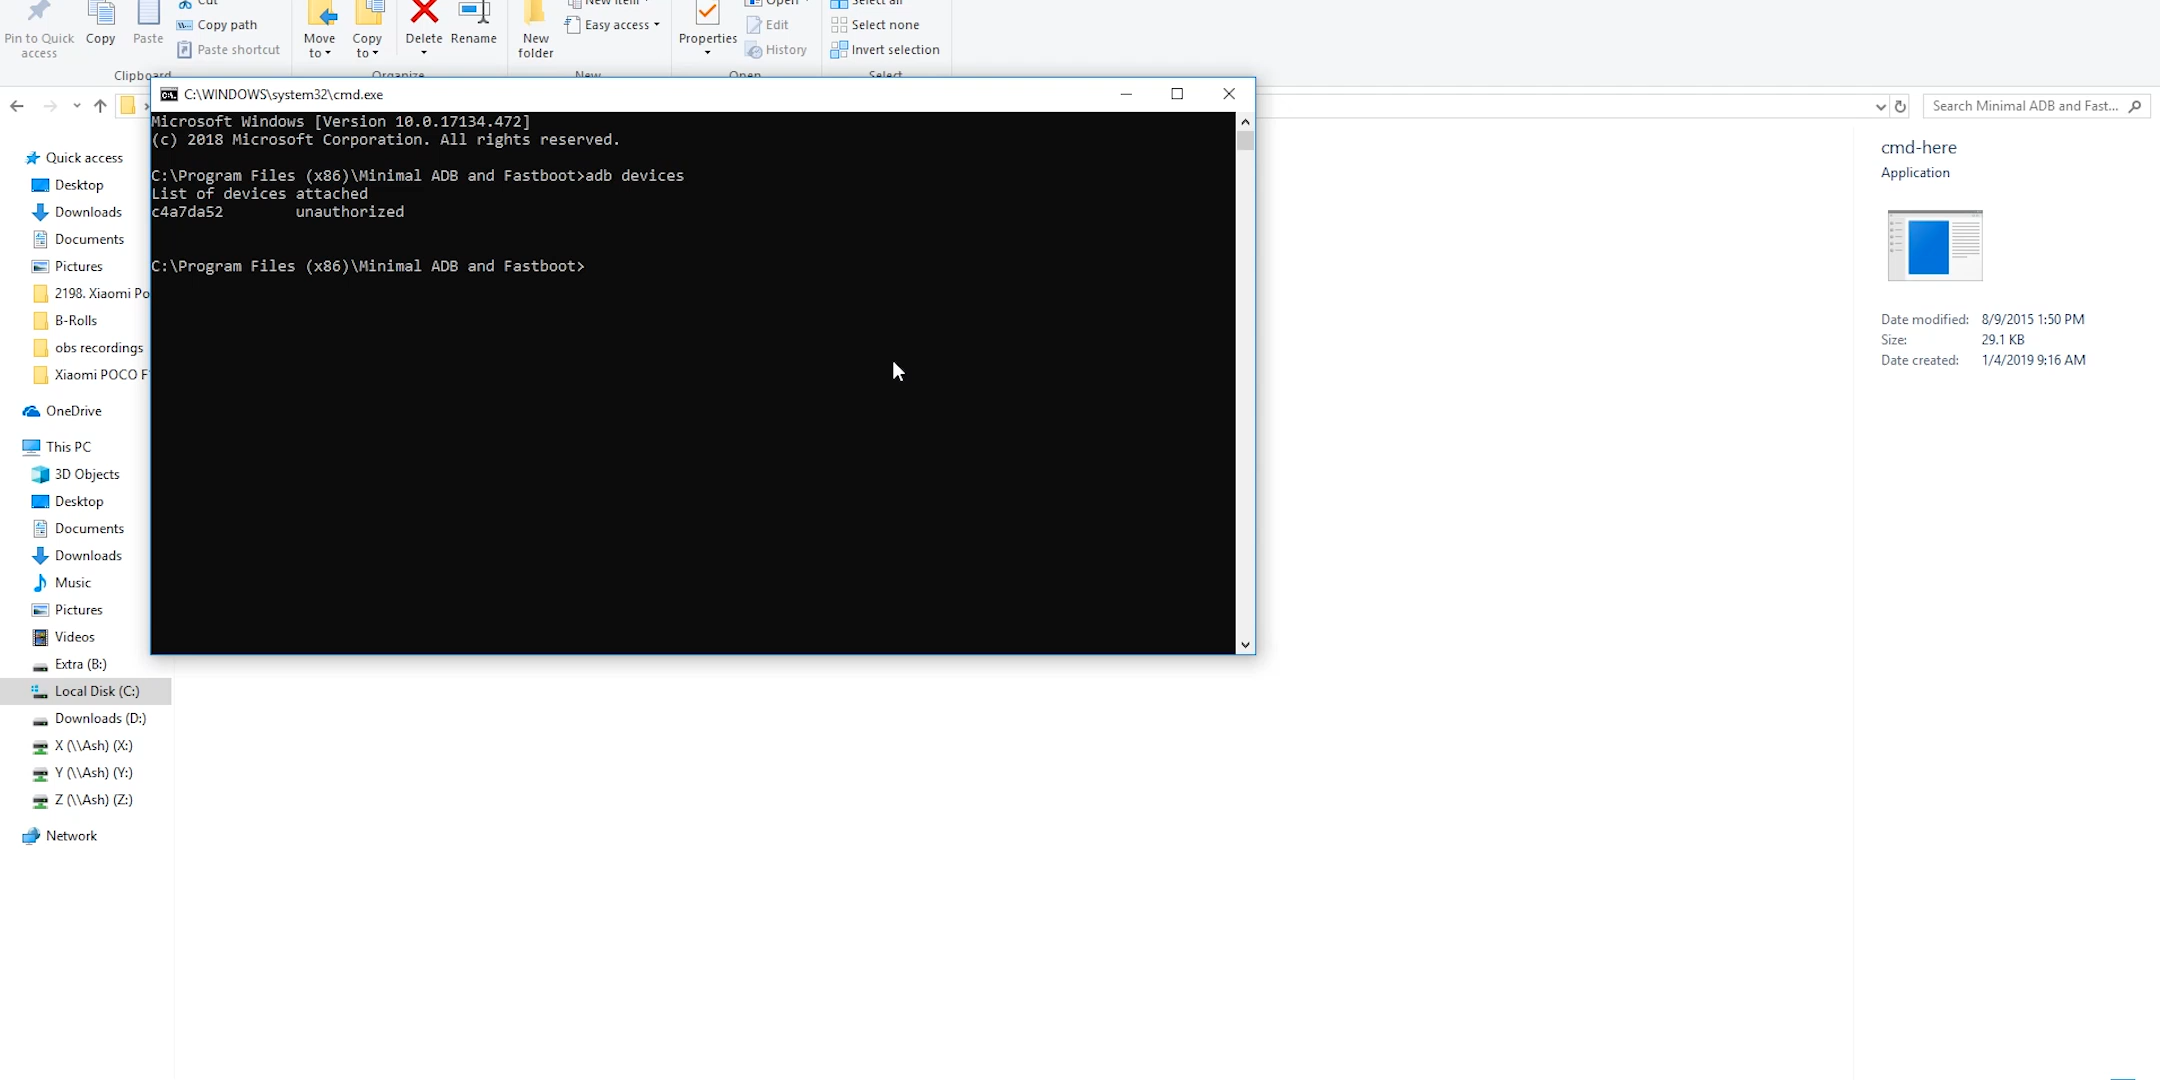 Cut
New item
Open
Select all
Pin to Quick access
Copy
Paste
Copy path
Paste shortcut
Move to
Copy to
Delete
Rename
New folder
Easy access
Properties
Edit
History
Select none
Invert selection
Clipboard
Organize
New
Open
Select
C:\WINDOWS\system32\cmd.exe
Search Minimal ADB and Fast...
Microsoft Windows [Version 10.0.17134.472]
(c) 2018 Microsoft Corporation. All rights reserved.
C:\Program Files (x86)\Minimal ADB and Fastboot>adb devices
List of devices attached
c4a7da52 unauthorized
C:\Program Files (x86)\Minimal ADB and Fastboot>
Quick access
Desktop
Downloads
Documents
Pictures
2198. Xiaomi Po
B-Rolls
obs recordings
Xiaomi POCO F
OneDrive
This PC
3D Objects
Desktop
Documents
Downloads
Music
Pictures
Videos
Extra (B:)
Local Disk (C:)
Downloads (D:)
X (\\Ash) (X:)
Y (\\Ash) (Y:)
Z (\\Ash) (Z:)
Network
cmd-here
Application
Date modified: 8/9/2015 1:50 PM
Size: 29.1 KB
Date created: 1/4/2019 9:16 AM